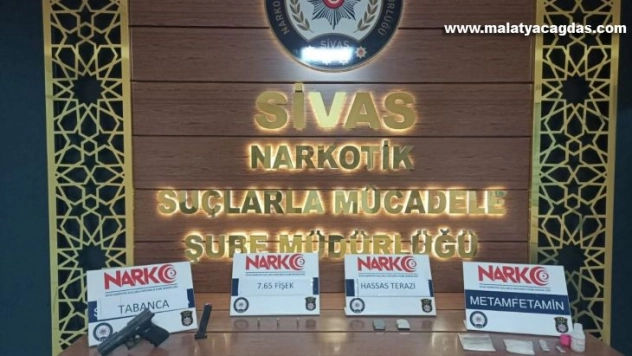 www.malatyacagdas.com
SİVAS
SİVAS
NARKOTİK
SUÇLARLA MÜCADELE
ŞUBE MÜDÜRLÜĞÜ
NARKO
TABANCA
NARKO
7.65 FİŞEK
NARKO
HASSAS TERAZİ
NARKO
METAMFETAMİN